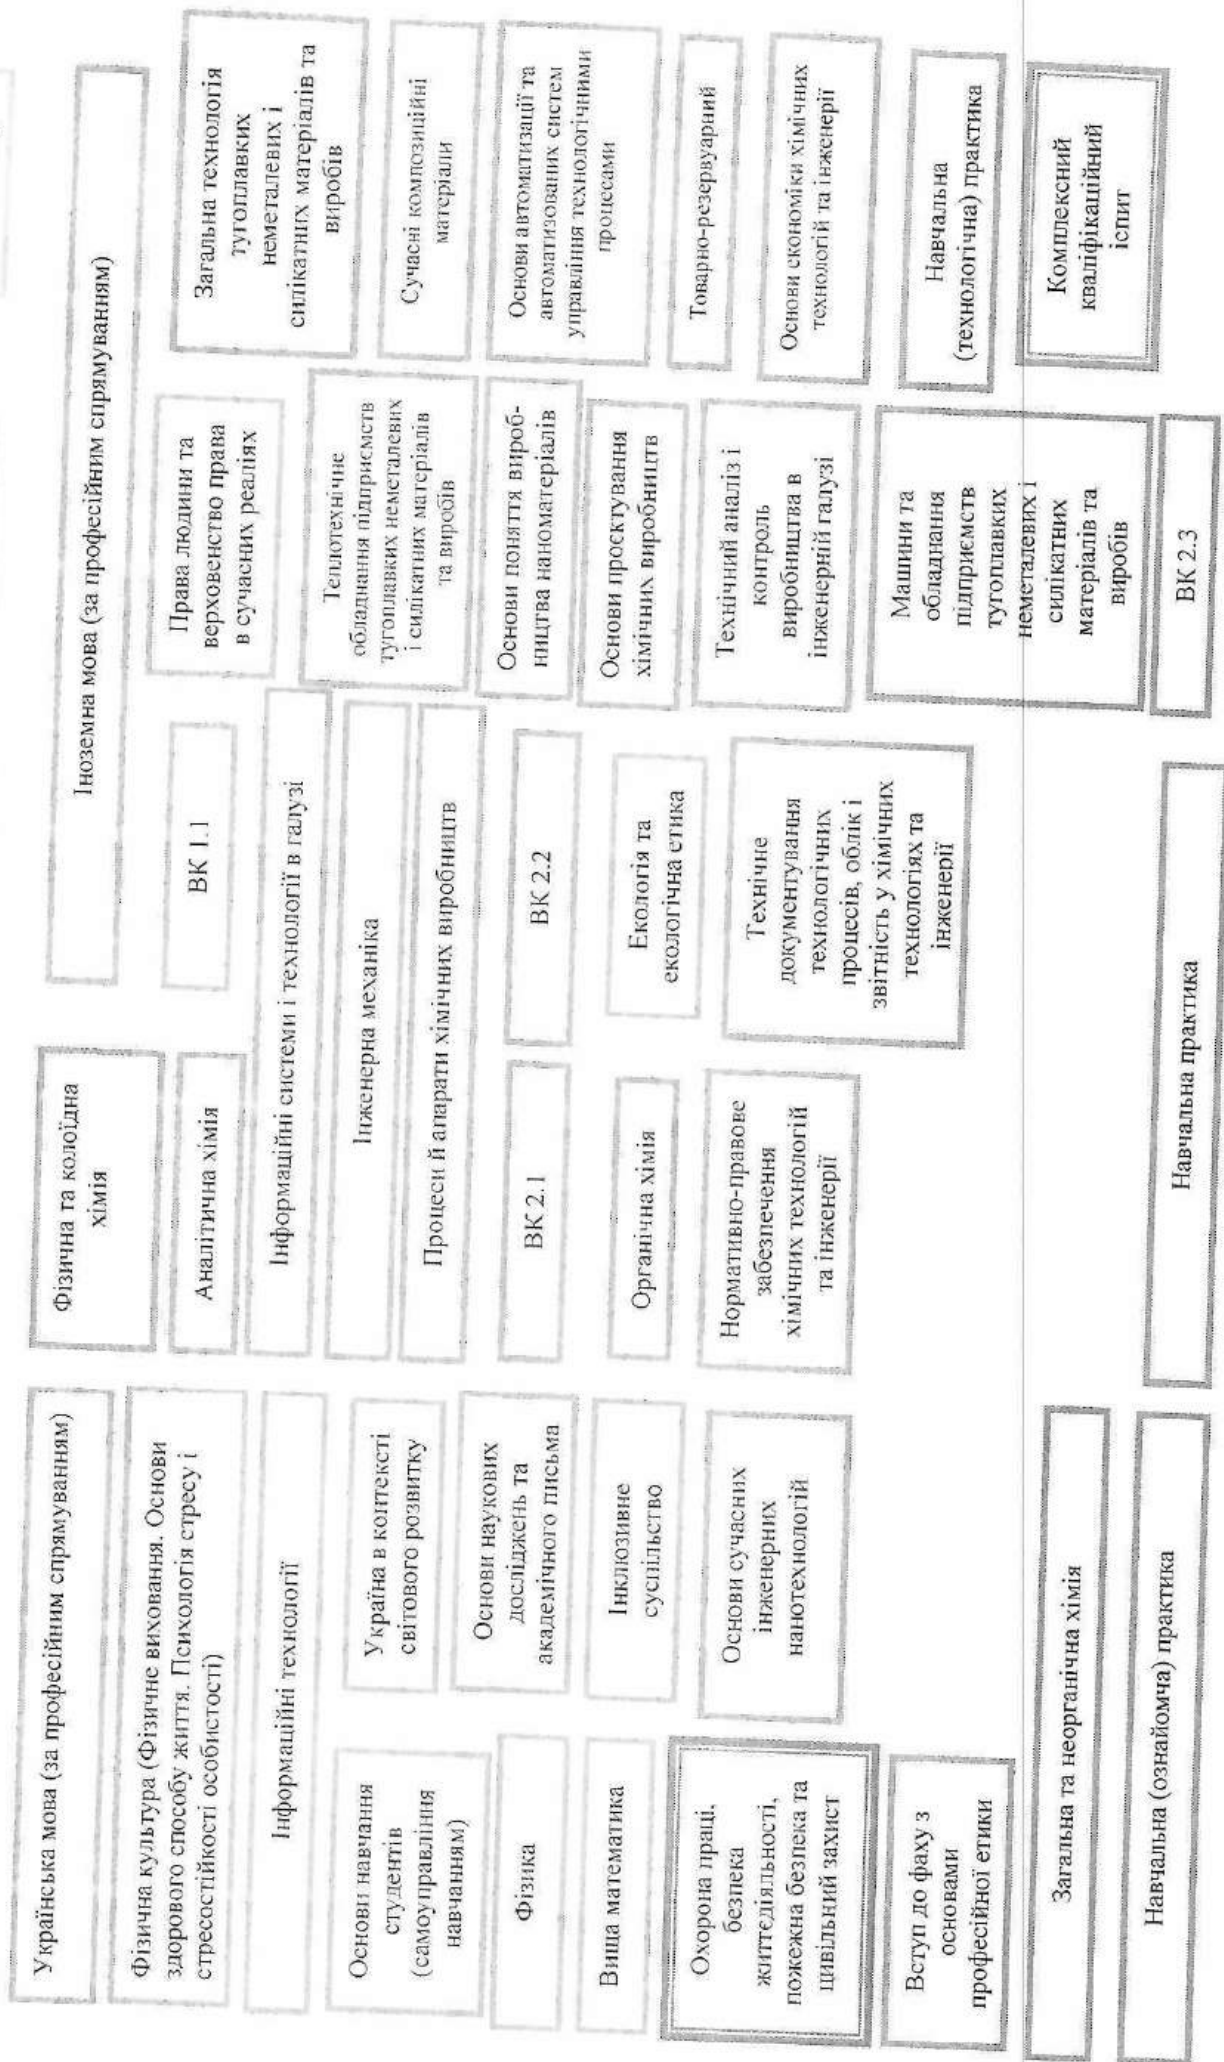 Українська мова (за професійним спрямуванням)
Фізична культура (Фізичне виховання. Основи
здорового способу життя. Психологія стресу і
стресостійкості особистості)
Інформаційні технології
Основи навчання
студентів
(самоуправління
навчанням)
Фізика
Вища математика
Охорона праці,
безпека
життєдіяльності,
пожежна безпека та
цивільний захист
Вступ до фаху з
основами
професійної етики
Україна в контексті
світового розвитку
Основи наукових
досліджень та
академічного письма
Інклюзивне
суспільство
Основи сучасних
інженерних
нанотехнологій
Загальна та неорганічна хімія
Навчальна (ознайомча) практика
Фізична та колоїдна
хімія
Аналітична хімія
Інформаційні системи і технології в галузі
Інженерна механіка
Процеси й апарати хімічних виробництв
ВК 2.1
Органічна хімія
Нормативно-правове
забезпечення
хімічних технологій
та інженерії
Навчальна практика
Іноземна мова (за професійним спрямуванням)
ВК 1.1
ВК 2.2
Екологія та
екологічна етика
Технічне
документування
технологічних
процесів, облік і
звітність у хімічних
технологіях та
інженерії
Права людини та
верховенство права
в сучасних реаліях
Теплотехнічне
обладнання підприємств
тугоплавких неметалевих
і силікатних матеріалів
та виробів
Основи поняття вироб-
ництва наноматеріалів
Основи проєктування
хімічних виробництв
Технічний аналіз і
контроль
виробництва в
інженерній галузі
Машини та
обладнання
підприємств
тугоплавких
неметалевих і
силікатних
матеріалів та
виробів
ВК 2.3
Загальна технологія
тугоплавких
неметалевих і
силікатних матеріалів та
виробів
Сучасні композиційні
матеріали
Основи автоматизації та
автоматизованих систем
управління технологічними
процесами
Товарно-резервуарний
Основи економіки хімічних
технологій та інженерії
Навчальна
(технологічна) практика
Комплексний
кваліфікаційний
іспит